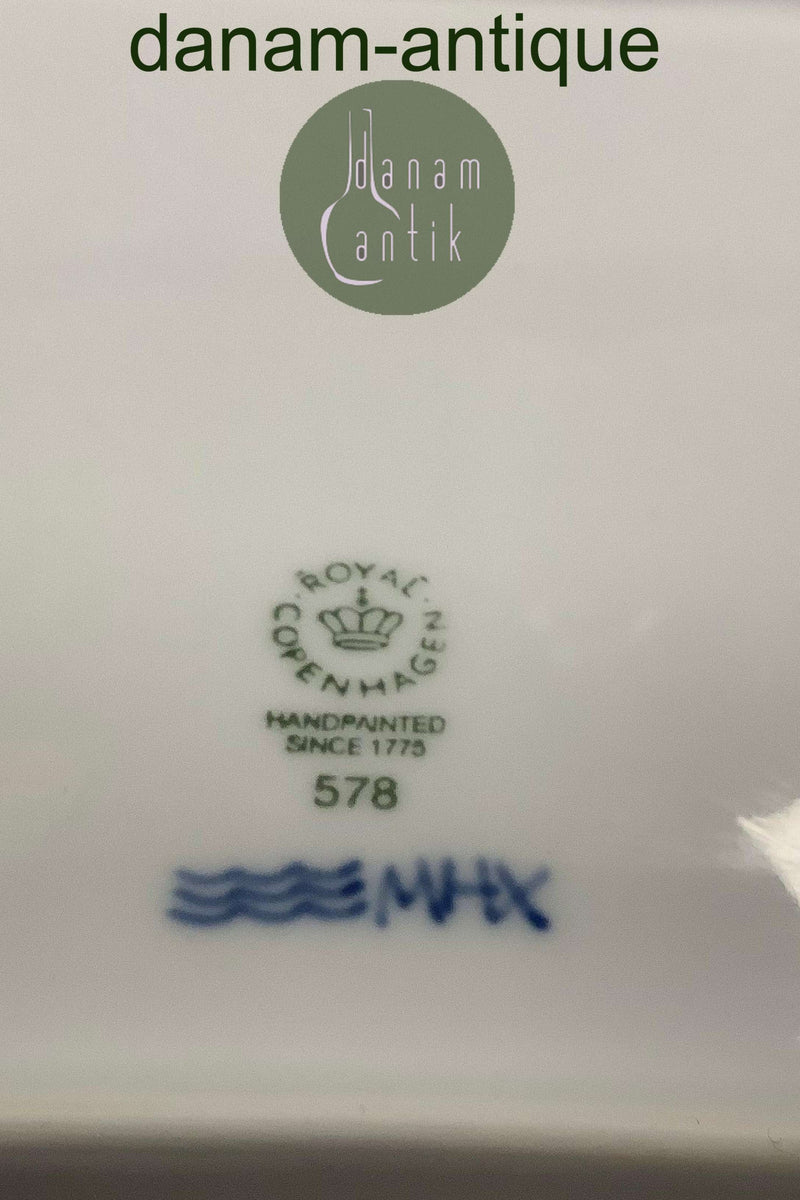 danam-antique
danam
antik
ROYAL
COPENHAGEN
HANDPAINTED
SINCE 1775
578
MHX